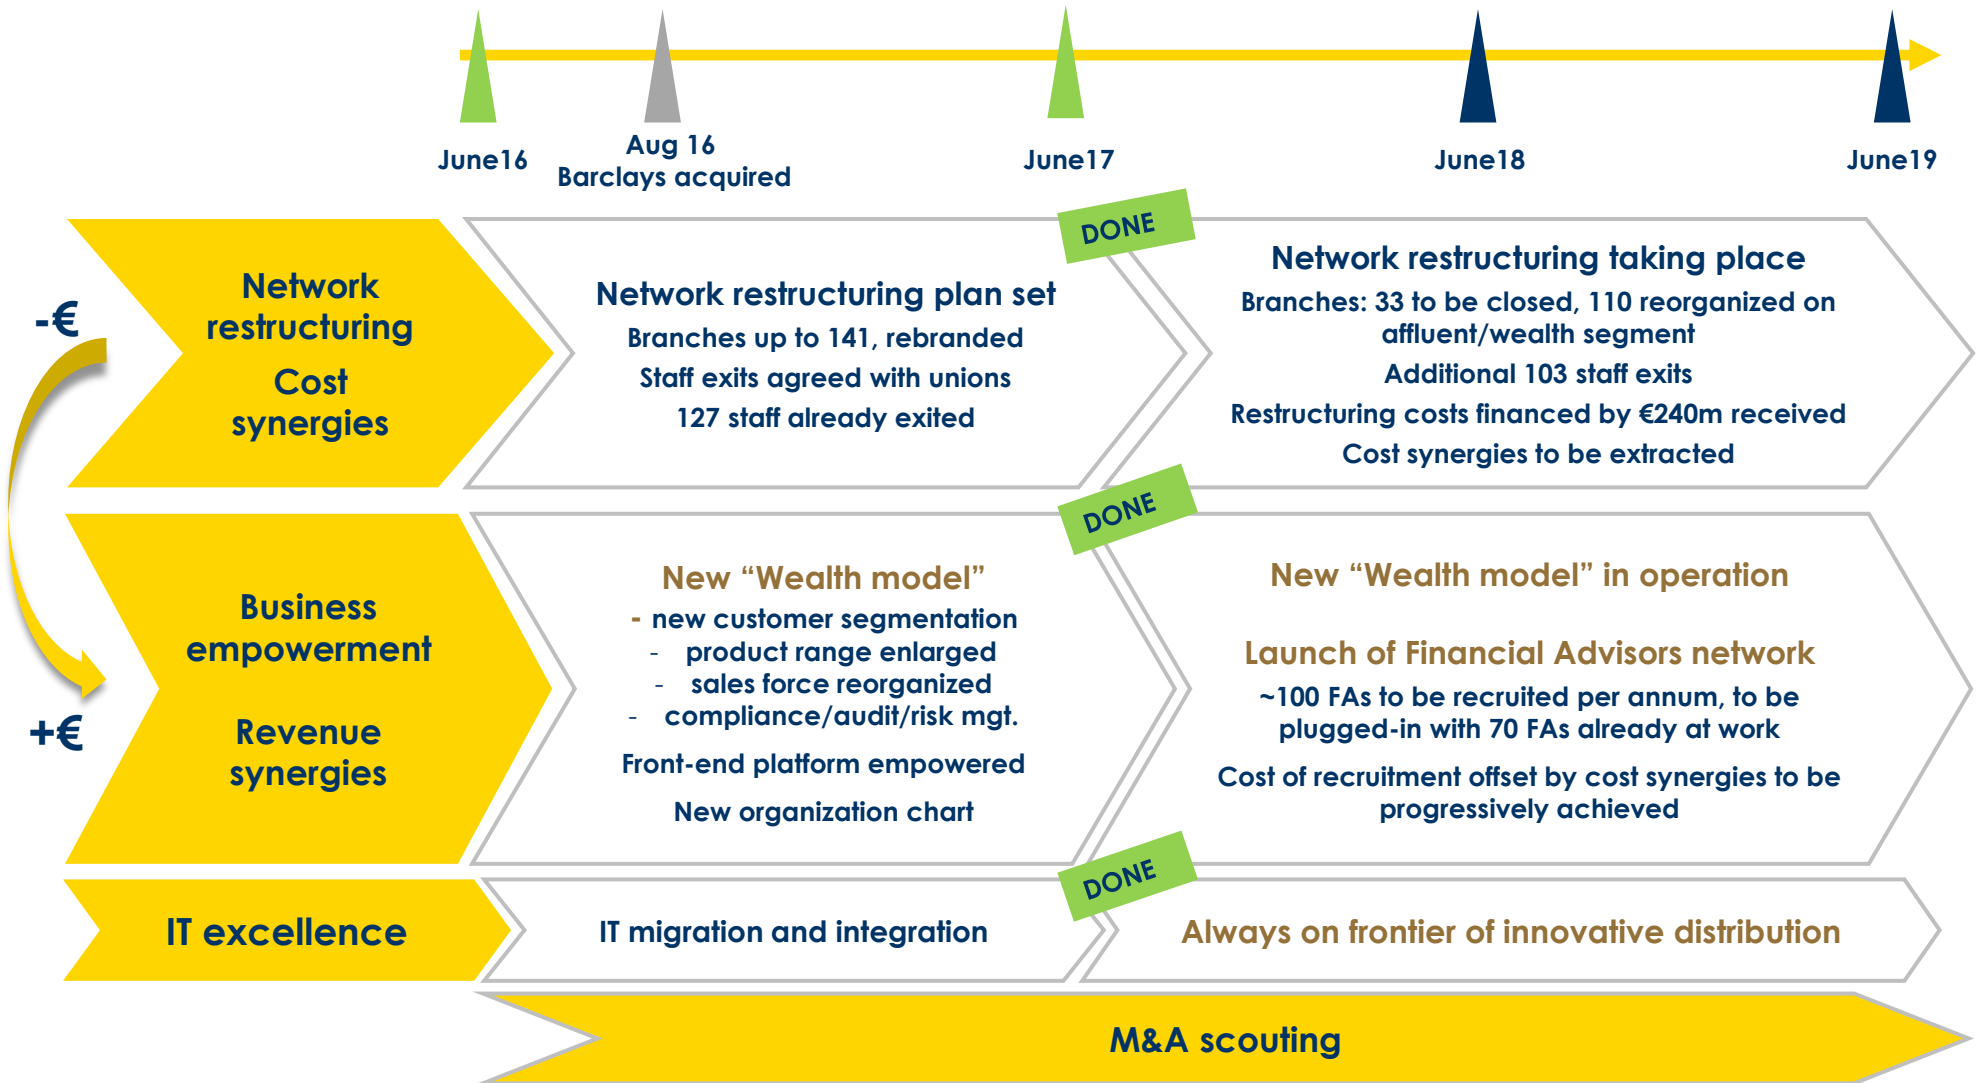 June16
Aug 16
Barclays acquired
June17
June18
June19
-€
+€
Network
restructuring
Cost
synergies
Network restructuring plan set
Branches up to 141, rebranded
Staff exits agreed with unions
127 staff already exited
DONE
Network restructuring taking place
Branches: 33 to be closed, 110 reorganized on
affluent/wealth segment
Additional 103 staff exits
Restructuring costs financed by €240m received
Cost synergies to be extracted
Business
empowerment
Revenue
synergies
New “Wealth model”
- new customer segmentation
- product range enlarged
- sales force reorganized
- compliance/audit/risk mgt.
Front-end platform empowered
New organization chart
DONE
New “Wealth model” in operation
Launch of Financial Advisors network
~100 FAs to be recruited per annum, to be
plugged-in with 70 FAs already at work
Cost of recruitment offset by cost synergies to be
progressively achieved
IT excellence
IT migration and integration
DONE
Always on frontier of innovative distribution
M&A scouting